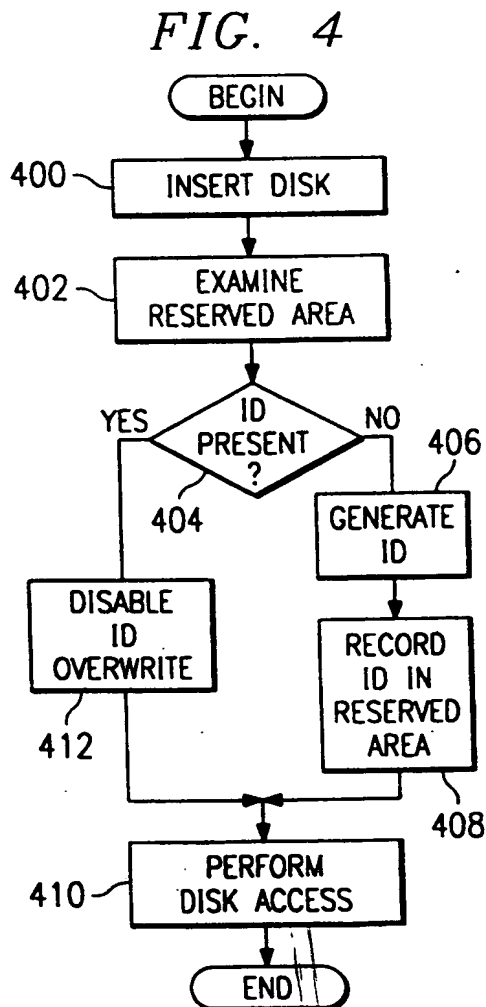 FIG. 4
BEGIN
400
INSERT DISK
402
EXAMINE
RESERVED AREA
YES
ID
PRESENT
?
NO
404
406
GENERATE
ID
DISABLE
ID
OVERWRITE
412
RECORD
ID IN
RESERVED
AREA
408
410
PERFORM
DISK ACCESS
END